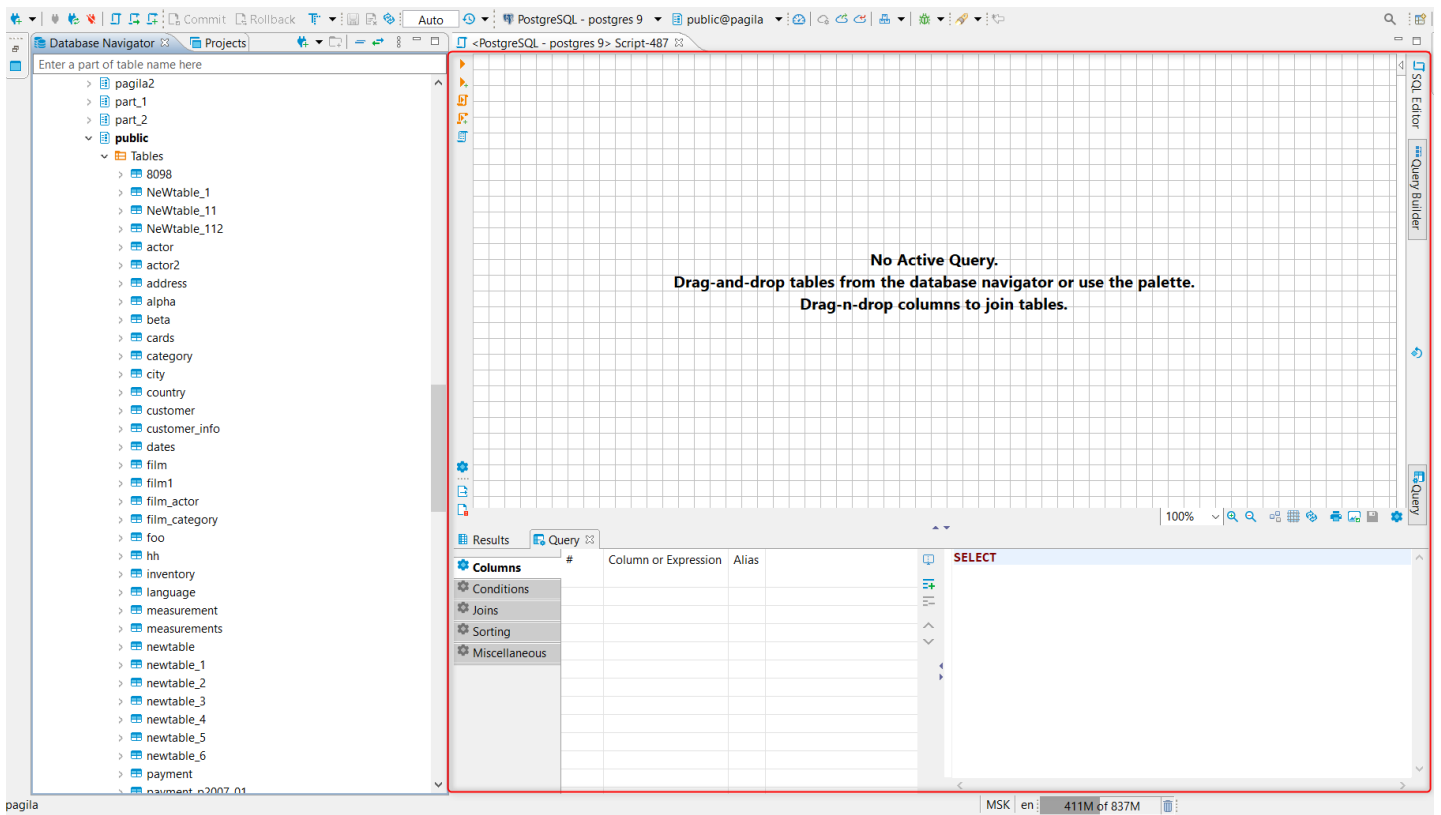 Commit Rollback Auto PostgreSQL - postgres 9 public@pagila
Database Navigator Projects
<PostgreSQL - postgres 9> Script-487
Enter a part of table name here
pagila2
part_1
part_2
public
Tables
8098
NeWtable_1
NeWtable_11
NeWtable_112
actor
actor2
address
alpha
beta
cards
category
city
country
customer
customer_info
dates
film
film1
film_actor
film_category
foo
hh
inventory
language
measurement
measurements
newtable
newtable_1
newtable_2
newtable_3
newtable_4
newtable_5
newtable_6
payment
payment_p2007_01
No Active Query.
Drag-and-drop tables from the database navigator or use the palette.
Drag-n-drop columns to join tables.
SQL Editor
Query Builder
Query
100%
Results Query
Columns
Conditions
Joins
Sorting
Miscellaneous
# Column or Expression Alias
SELECT
pagila
MSK en 411M of 837M